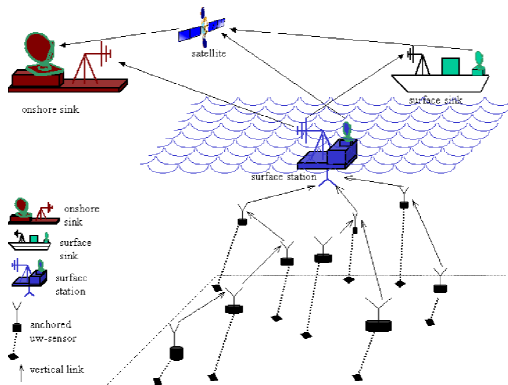 satellite
onshore sink
surface sink
surface station
onshore
sink
surface
sink
surface
station
anchored
uw-sensor
vertical link